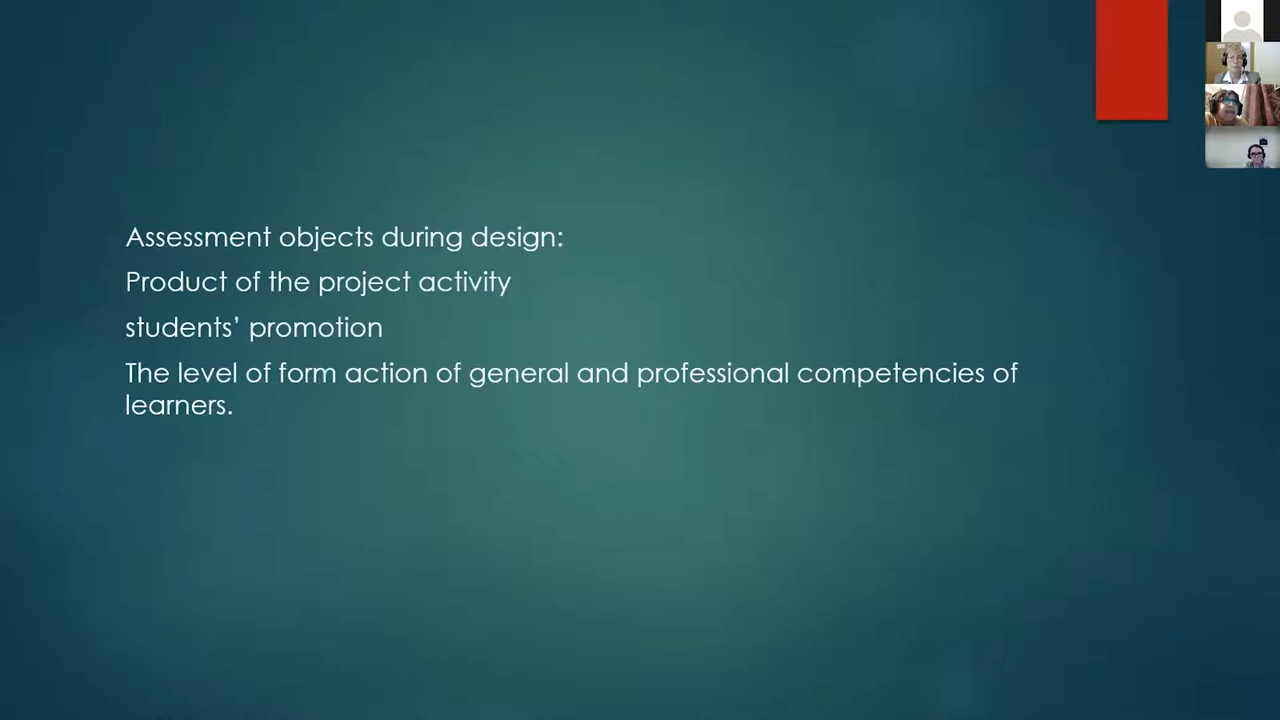 Assessment objects during design:
Product of the project activity
students’ promotion
The level of form action of general and professional competencies of
learners.